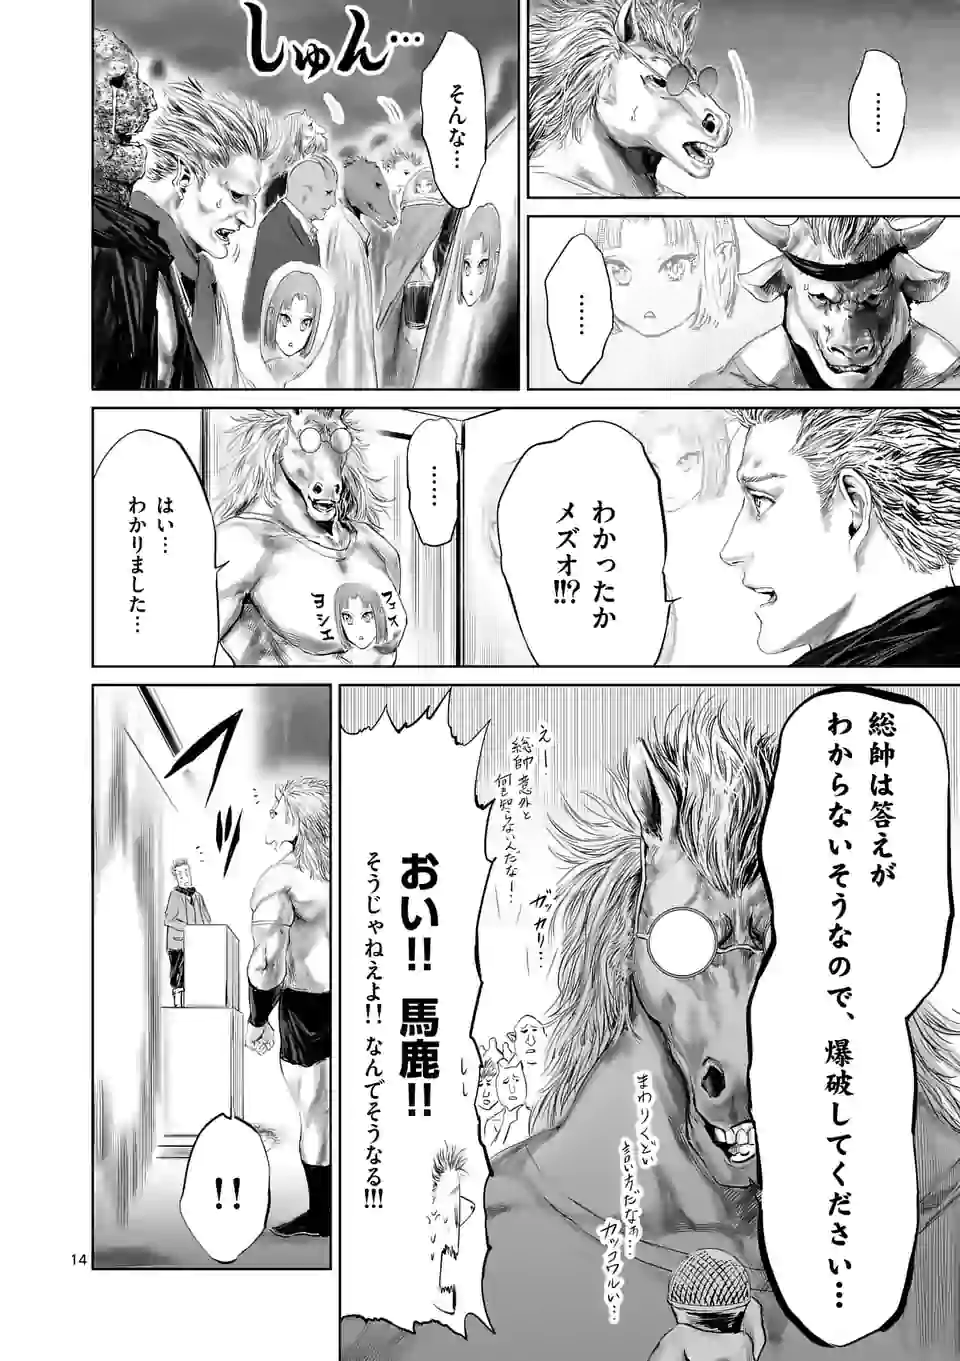 ……
……
そんな…
しゅん…
わかったか
メズオ!!?
……
フェス
ヨシエ
はい…
わかりました…
総帥は答えが
わからないそうなので、爆破してください…
まわりくどい
言い方だなぁ…
カッコワルい…
えー…
総帥意外と
何も知らないんだなー…
ガッカリ…
おい!! 馬鹿!!
そうじゃねえよ!! なんでそうなる!!!
!!
14